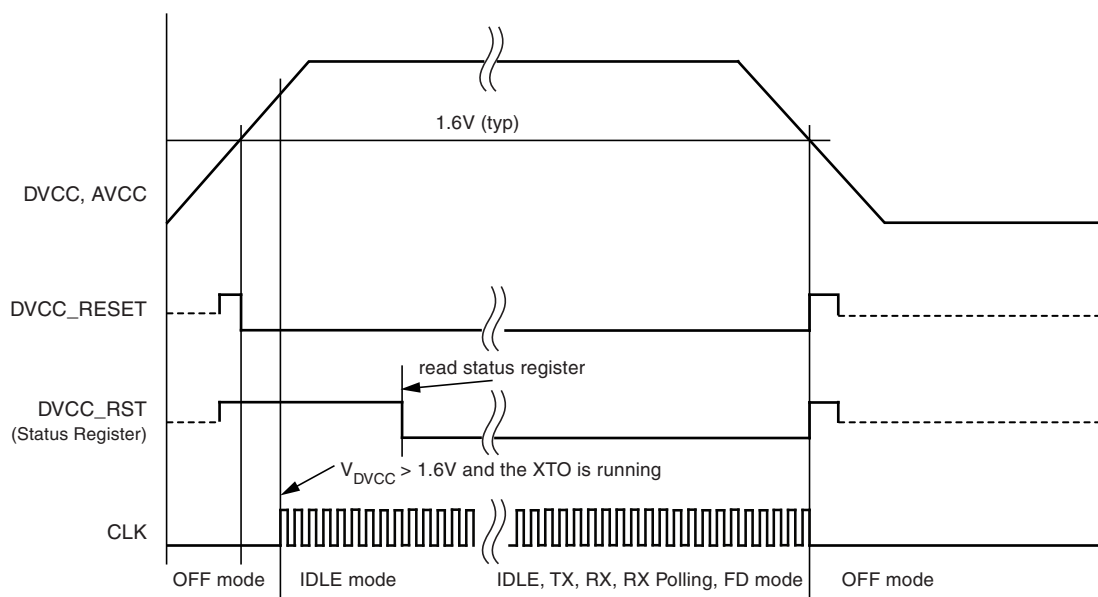 1.6V (typ)
DVCC, AVCC
DVCC_RESET
read status register
DVCC_RST
(Status Register)
VDVCC > 1.6V and the XTO is running
CLK
OFF mode
IDLE mode
IDLE, TX, RX, RX Polling, FD mode
OFF mode